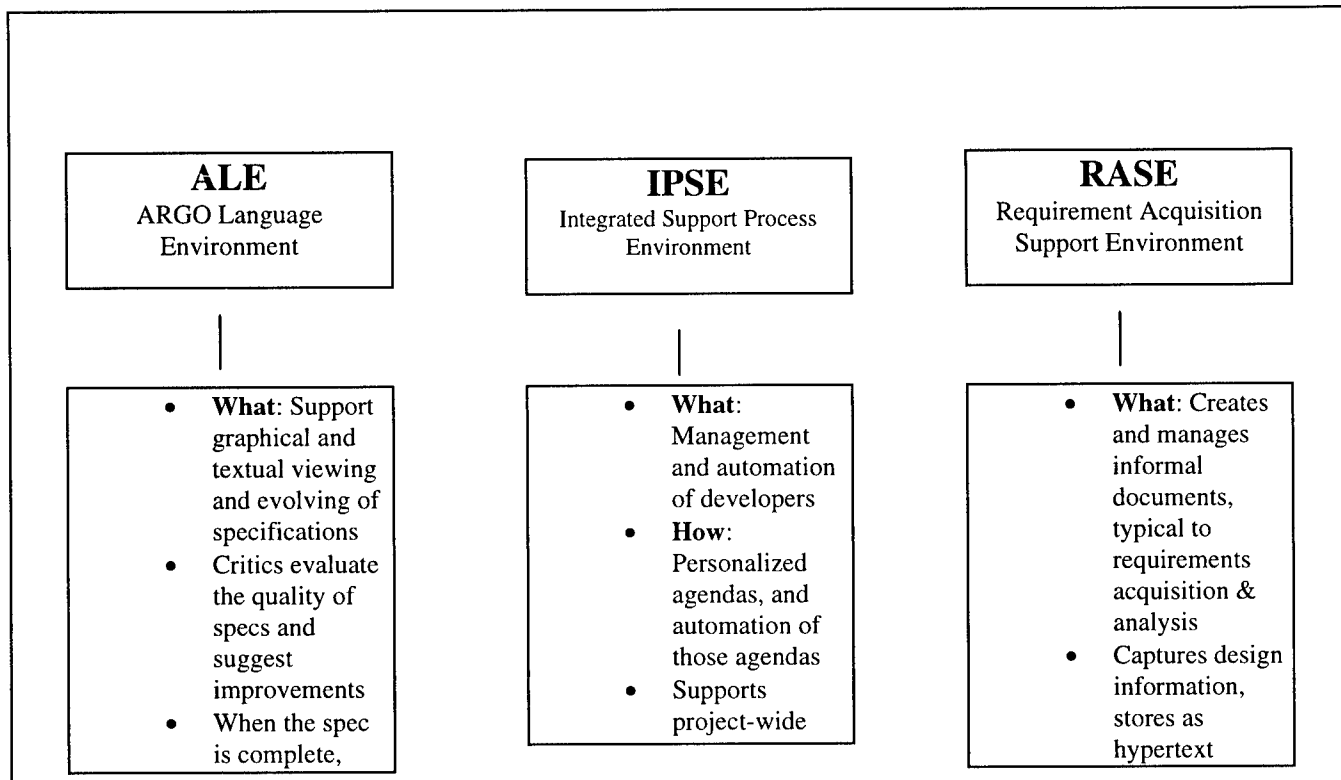 ALE
ARGO Language
Environment
IPSE
Integrated Support Process
Environment
RASE
Requirement Acquisition
Support Environment
• What: Support
graphical and
textual viewing
and evolving of
specifications
• Critics evaluate
the quality of
specs and
suggest
improvements
• When the spec
is complete,
• What:
Management
and automation
of developers
• How:
Personalized
agendas, and
automation of
those agendas
• Supports
project-wide
• What: Creates
and manages
informal
documents,
typical to
requirements
acquisition &
analysis
• Captures design
information,
stores as
hypertext